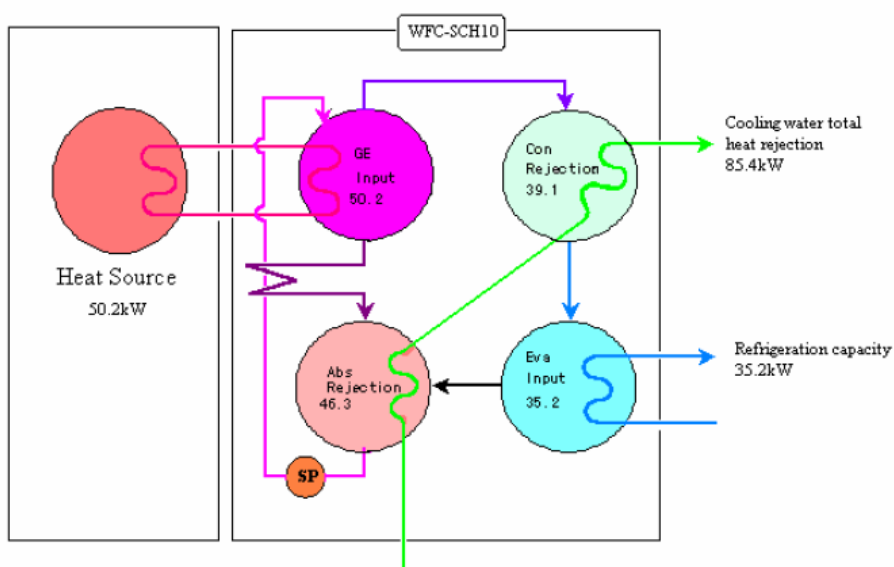 WFC-SCH10
GE
Input
50.2
Con
Rejection
39.1
Cooling water total
heat rejection
85.4kW
Heat Source
50.2kW
Abs
Rejection
46.3
Eva
Input
35.2
Refrigeration capacity
35.2kW
SP